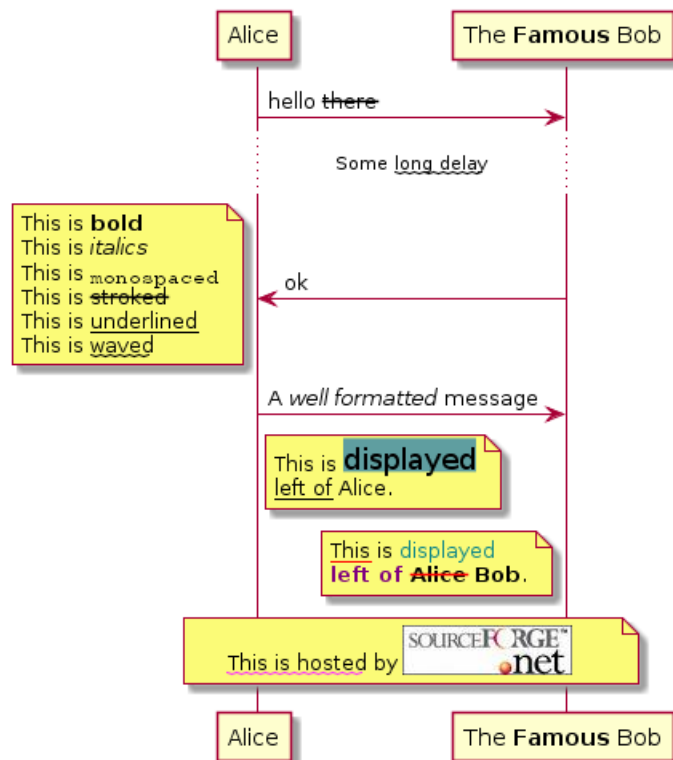 Alice
The Famous Bob
hello there
Some long delay
This is bold
This is italics
This is monospaced
This is stroked
This is underlined
This is waved
ok
A well formatted message
This is displayed
left of Alice.
This is displayed
left of Alice Bob.
This is hosted by SOURCEFORGE™ .net
Alice
The Famous Bob